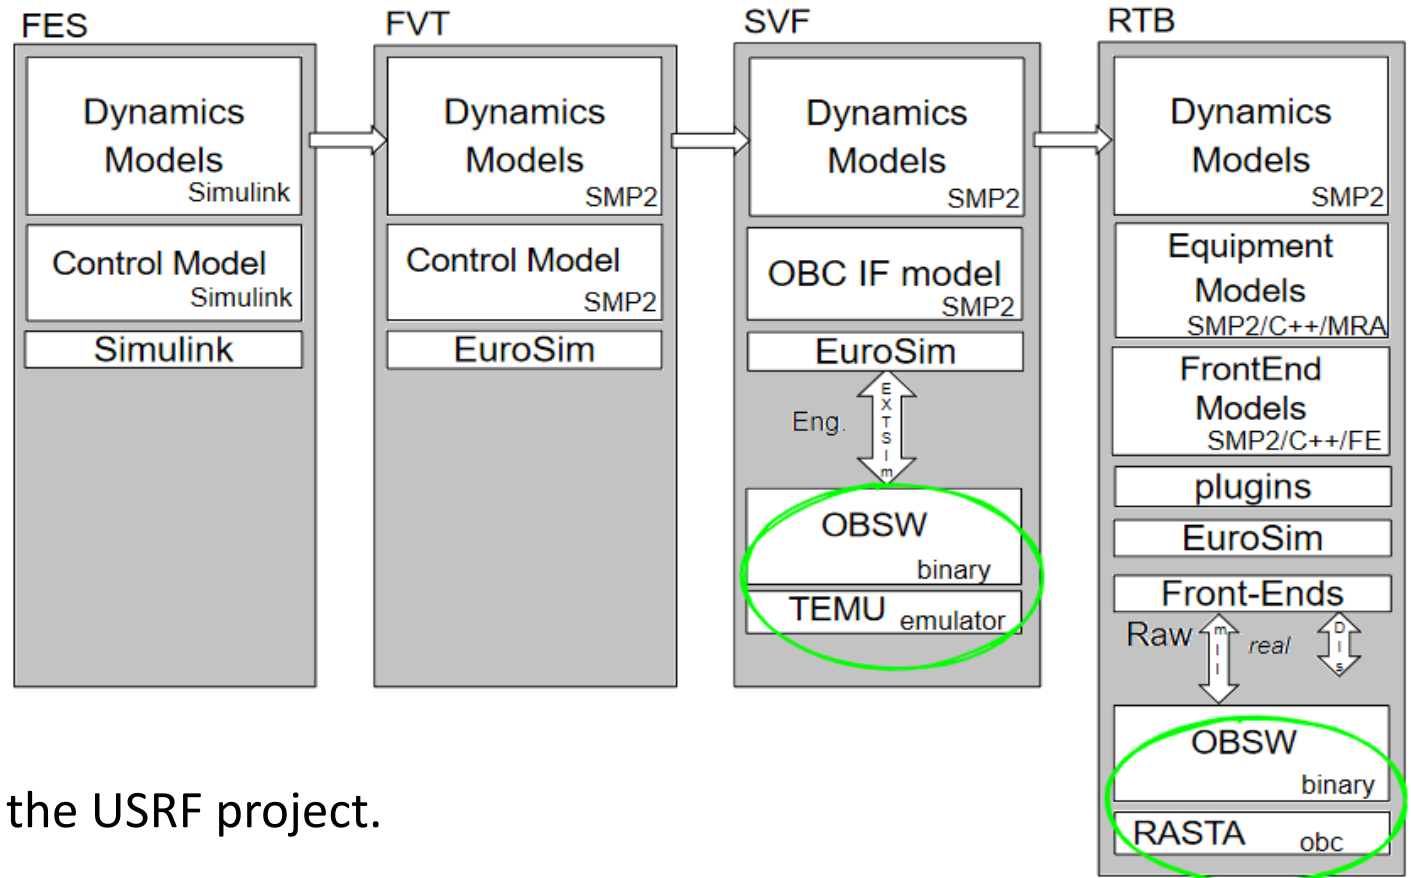 FES
Dynamics
Models
Simulink
Control Model
Simulink
Simulink
FVT
Dynamics
Models
SMP2
Control Model
SMP2
EuroSim
SVF
Dynamics
Models
SMP2
OBC IF model
SMP2
EuroSim
Eng.
EXTSIm
OBSW
binary
TEMU emulator
RTB
Dynamics
Models
SMP2
Equipment
Models
SMP2/C++/MRA
FrontEnd
Models
SMP2/C++/FE
plugins
EuroSim
Front-Ends
Raw
mIl
real
DIs
OBSW
binary
RASTA obc
the USRF project.